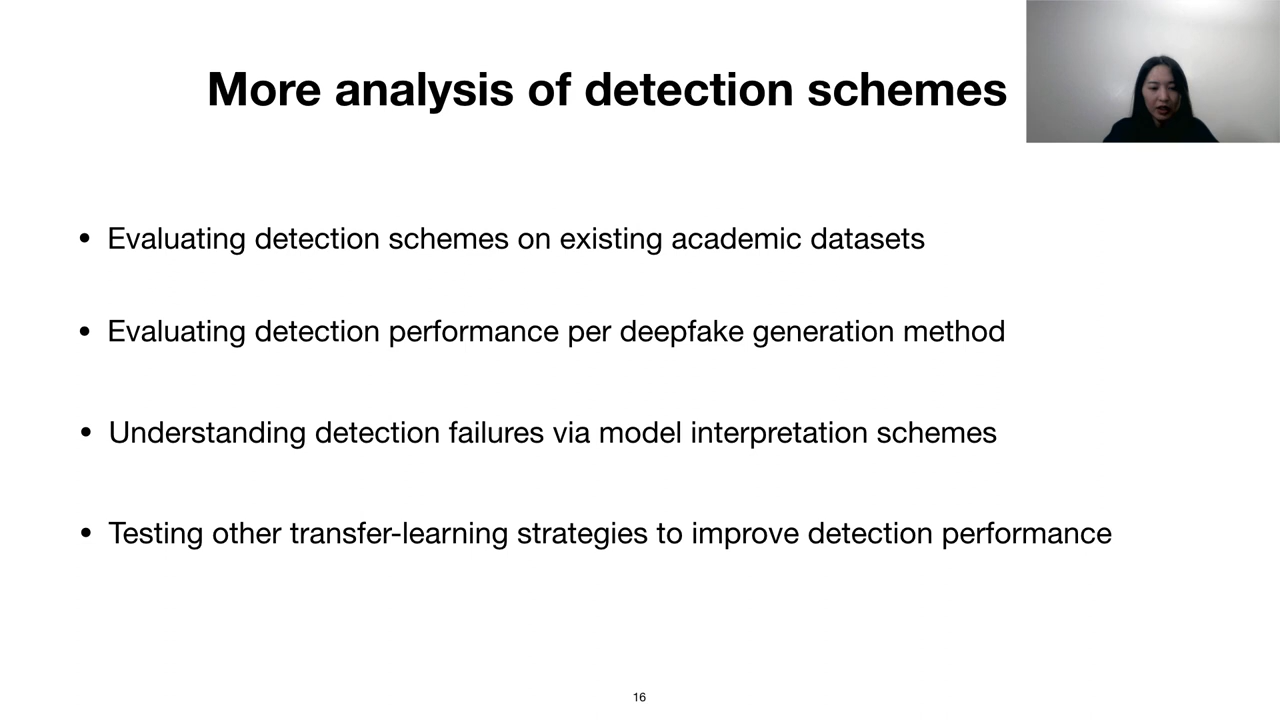 More analysis of detection schemes
• Evaluating detection schemes on existing academic datasets
• Evaluating detection performance per deepfake generation method
• Understanding detection failures via model interpretation schemes
• Testing other transfer-learning strategies to improve detection performance
16